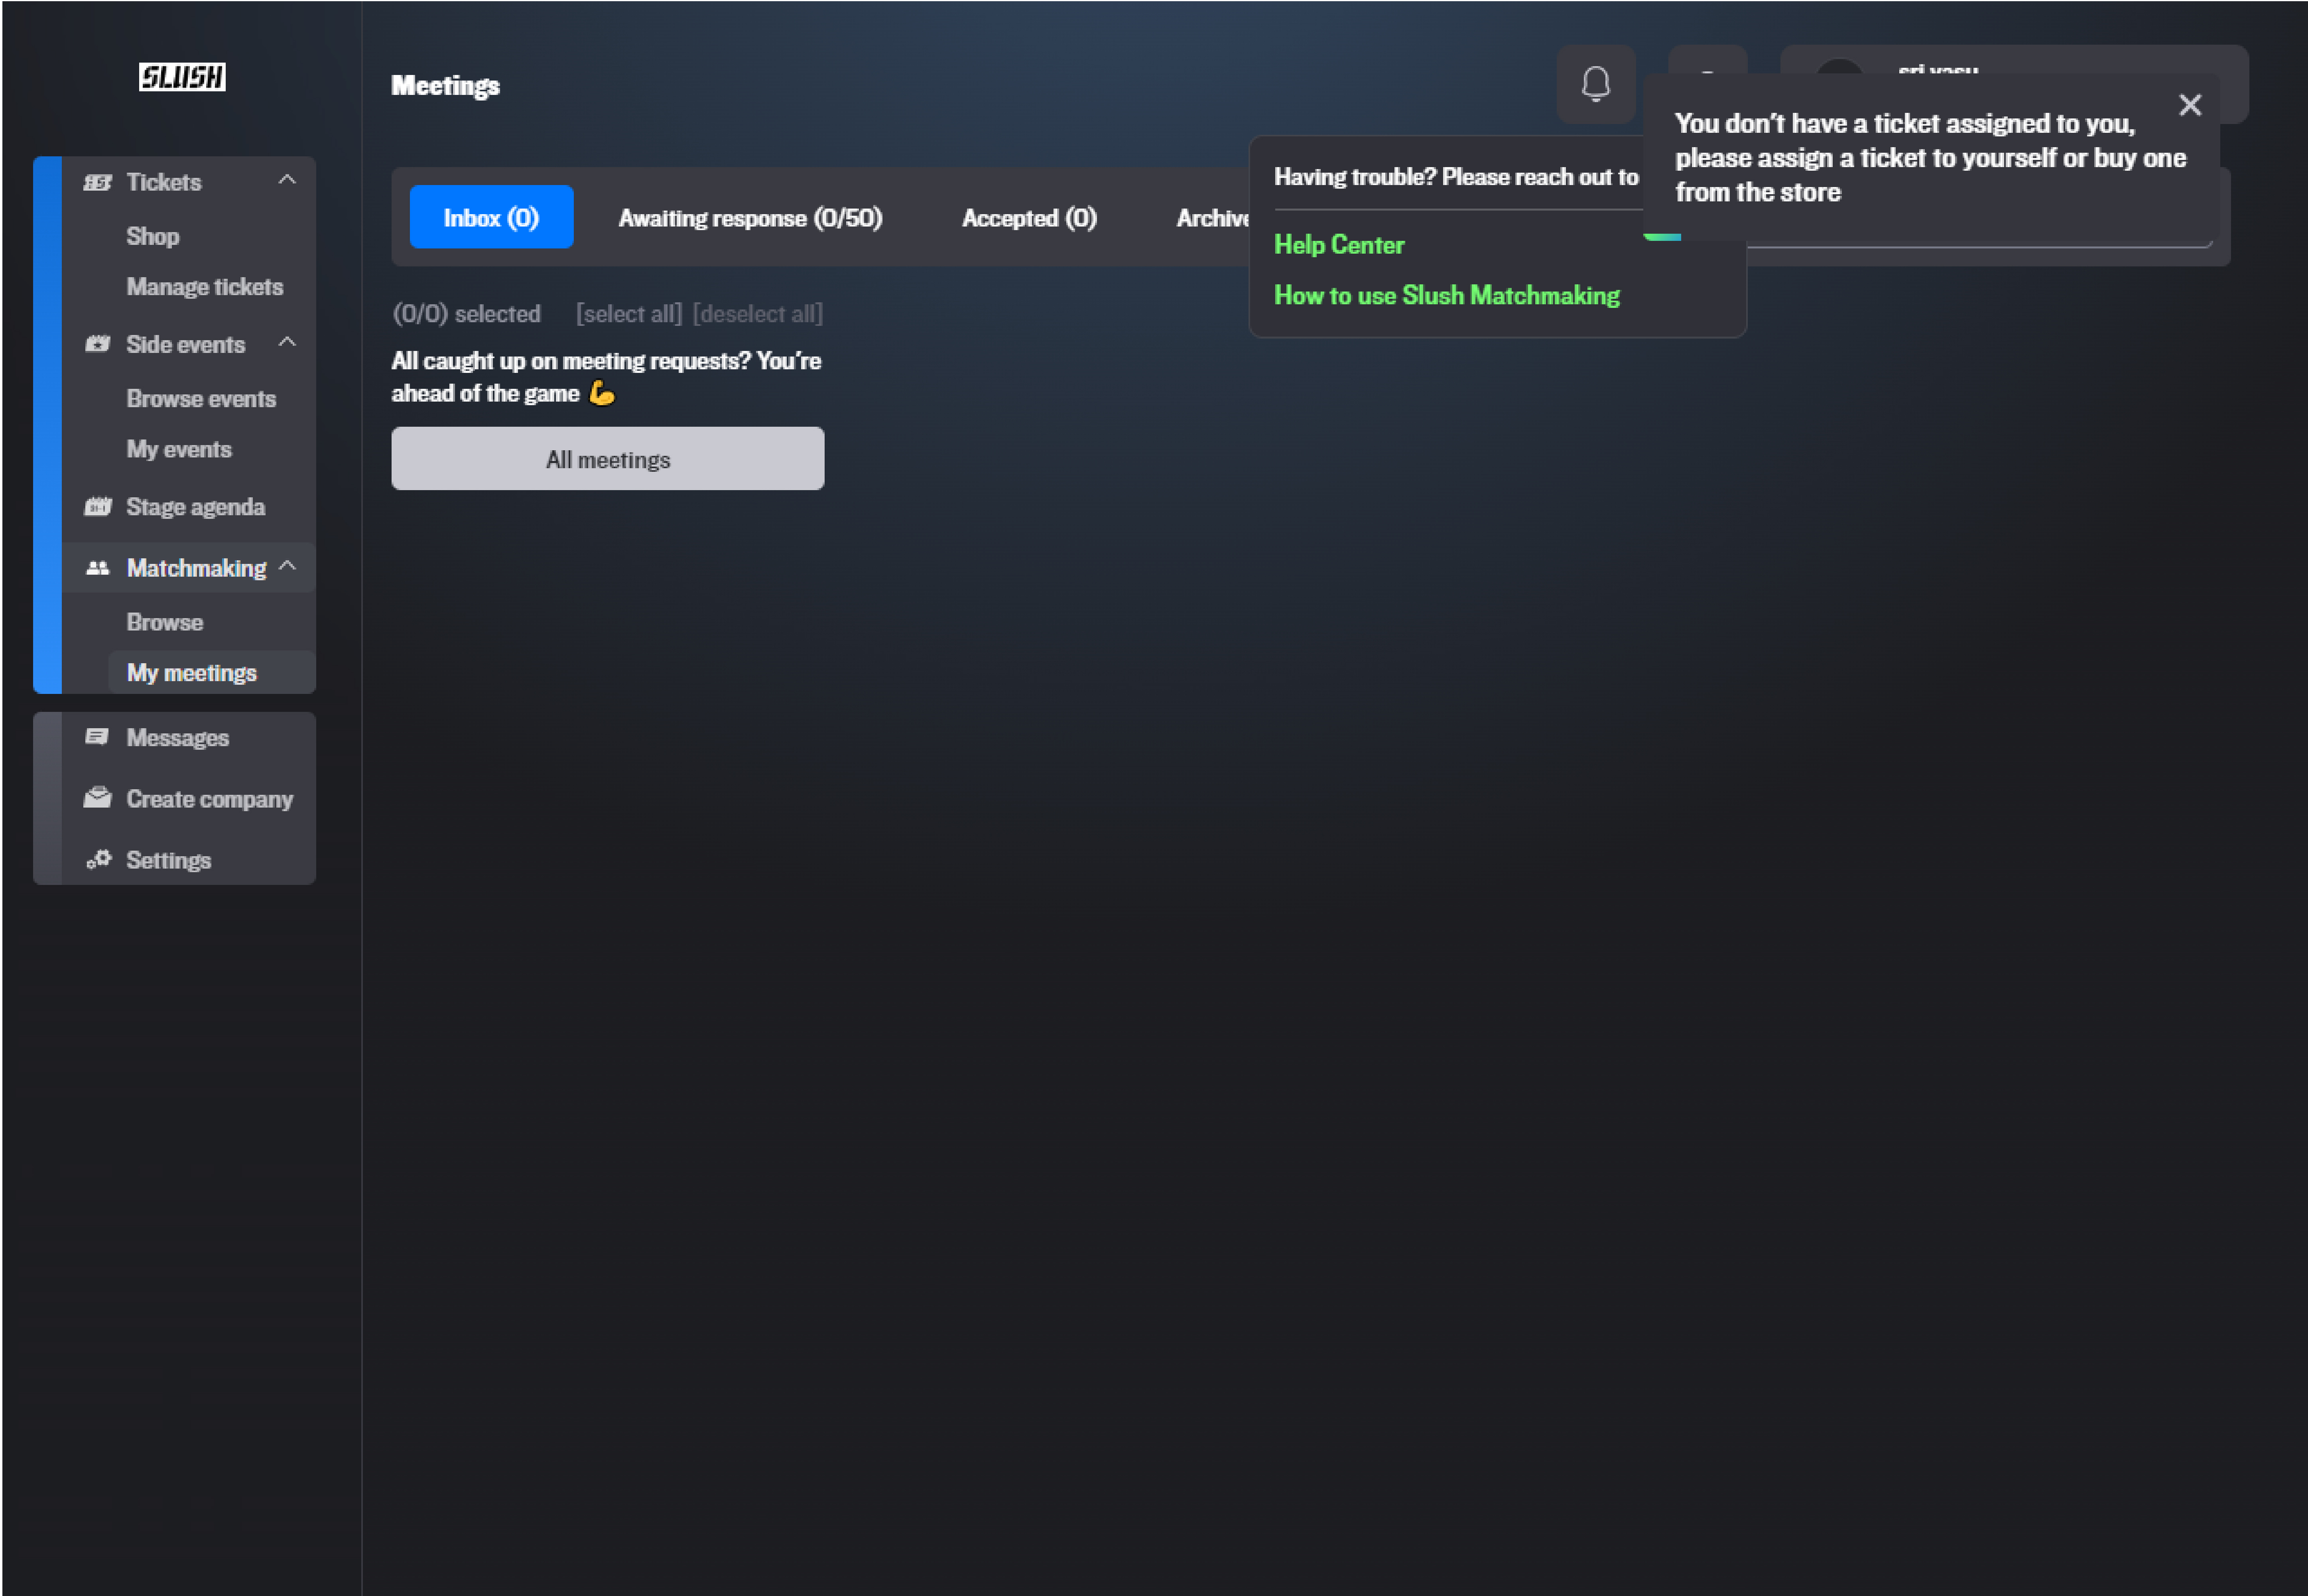 SLUSH
Tickets
Shop
Manage tickets
Side events
Browse events
My events
Stage agenda
Matchmaking
Browse
My meetings
Messages
Create company
Settings
Meetings
sri vasu
Inbox (0) Awaiting response (0/50) Accepted (0) Archive
(0/0) selected [select all] [deselect all]
All caught up on meeting requests? You're
ahead of the game 💪
All meetings
Having trouble? Please reach out to
Help Center
How to use Slush Matchmaking
You don't have a ticket assigned to you,
please assign a ticket to yourself or buy one
from the store